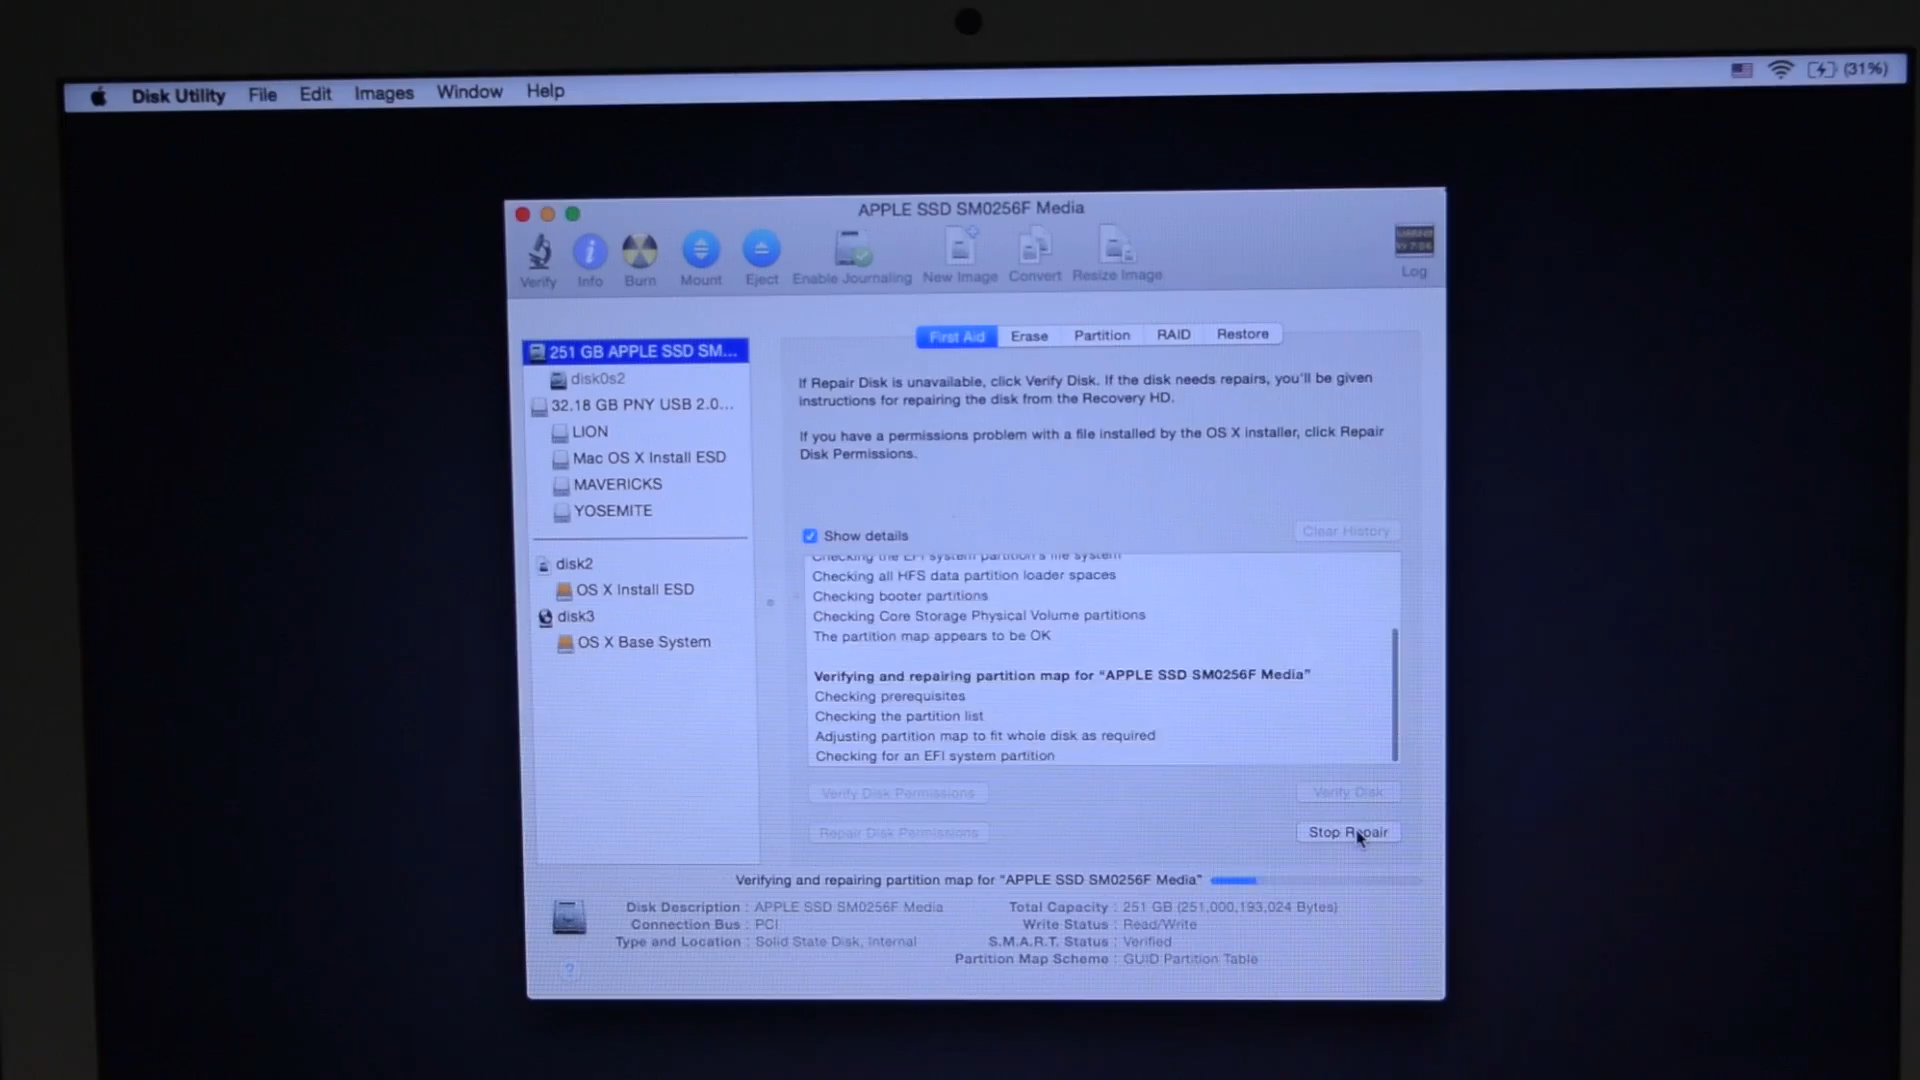 Disk Utility File Edit Images Window Help (31%)
APPLE SSD SM0256F Media
Verify Info Burn Mount Eject Enable Journaling New Image Convert Resize Image Log
251 GB APPLE SSD SM...
disk0s2
32.18 GB PNY USB 2.0...
LION
Mac OS X Install ESD
MAVERICKS
YOSEMITE
disk2
OS X Install ESD
disk3
OS X Base System
First Aid Erase Partition RAID Restore
If Repair Disk is unavailable, click Verify Disk. If the disk needs repairs, you'll be given
instructions for repairing the disk from the Recovery HD.
If you have a permissions problem with a file installed by the OS X installer, click Repair
Disk Permissions.
Show details Clear History
Checking the EFI system partition's file system
Checking all HFS data partition loader spaces
Checking booter partitions
Checking Core Storage Physical Volume partitions
The partition map appears to be OK
Verifying and repairing partition map for “APPLE SSD SM0256F Media”
Checking prerequisites
Checking the partition list
Adjusting partition map to fit whole disk as required
Checking for an EFI system partition
Verify Disk Permissions Verify Disk
Repair Disk Permissions Stop Repair
Verifying and repairing partition map for “APPLE SSD SM0256F Media”
Disk Description : APPLE SSD SM0256F Media Total Capacity : 251 GB (251,000,193,024 Bytes)
Connection Bus : PCI Write Status : Read/Write
Type and Location : Solid State Disk, Internal S.M.A.R.T. Status : Verified
? Partition Map Scheme : GUID Partition Table